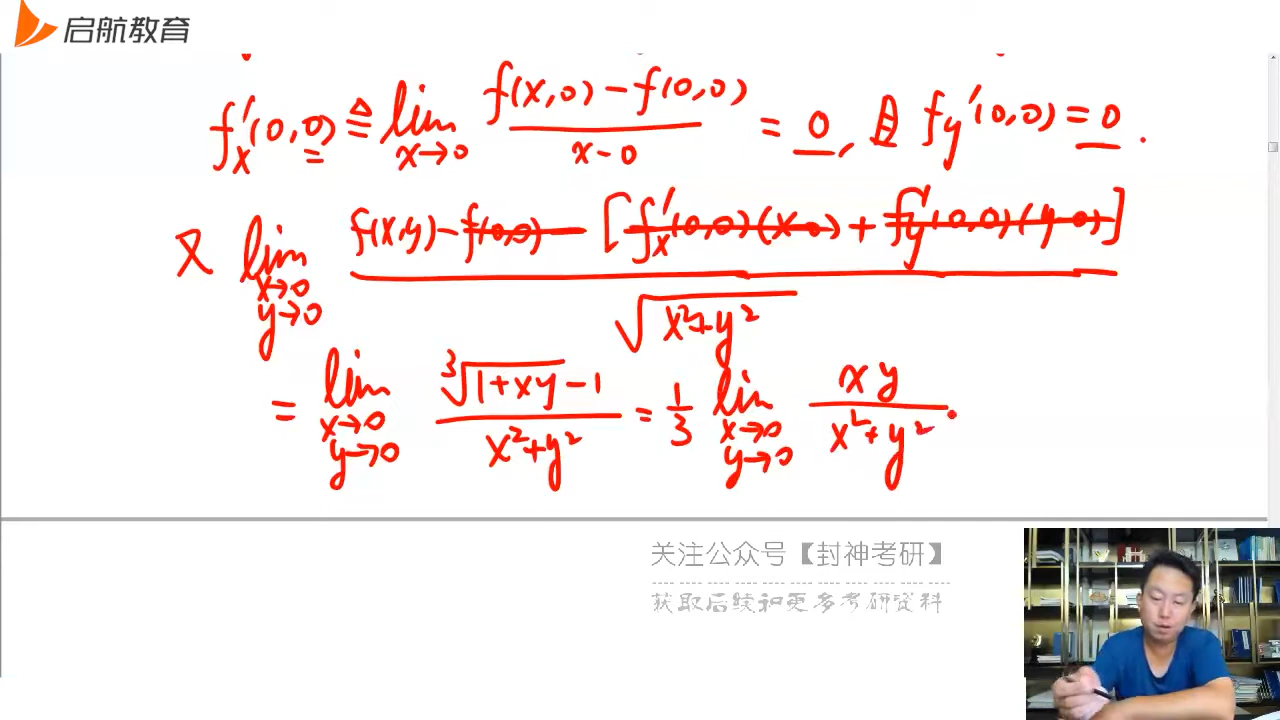 启航教育
f'x(0,0) ≜ lim x→0 (f(x,0)-f(0,0))/(x-0) = 0, 且 fy'(0,0)=0.
又 lim x→0 y→0 (f(x,y)-f(0,0)-[f'x(0,0)(x-0)+f'y(0,0)(y-0)])/√(x²+y²)
= lim x→0 y→0 (∛(1+xy)-1)/(x²+y²) = 1/3 lim x→0 y→0 xy/(x²+y²)
关注公众号【封神考研】
获取后续和更多考研资料